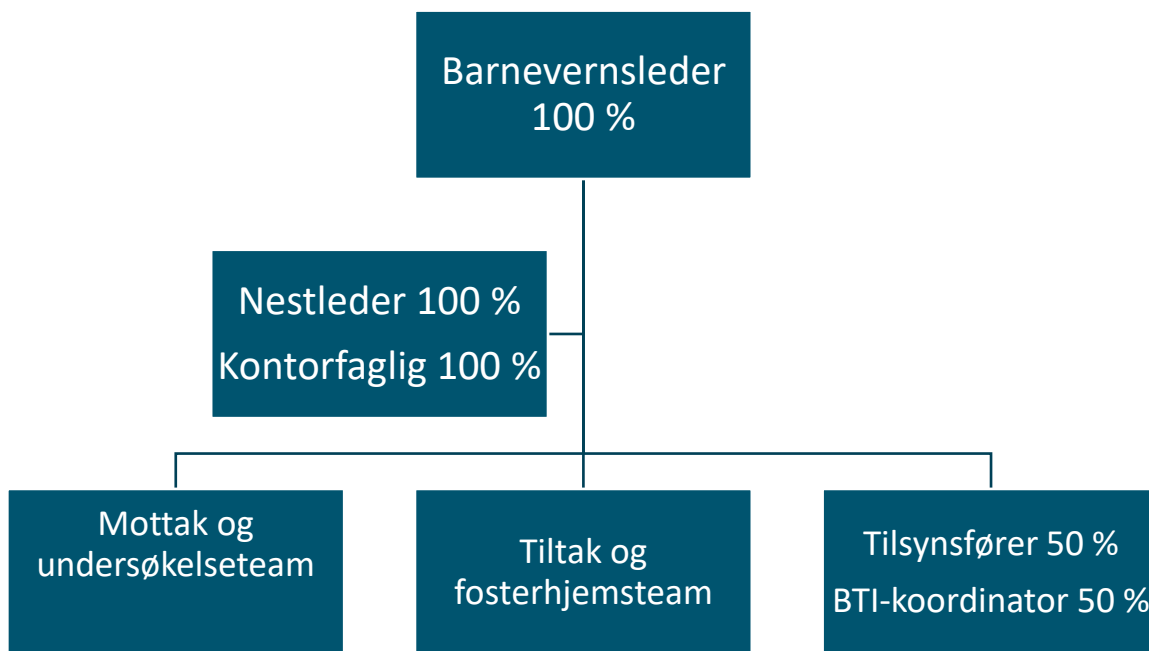 Barnevernsleder
100 %
Nestleder 100 %
Kontorfaglig 100 %
Mottak og
undersøkelseteam
Tiltak og
fosterhjemsteam
Tilsynsfører 50 %
BTI-koordinator 50 %